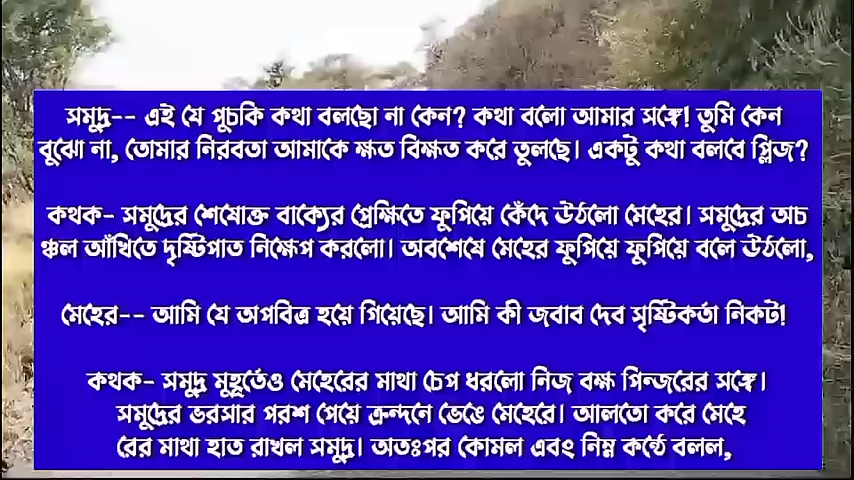 সমুদ্র-- এই যে পুচকি কথা বলছো না কেন? কথা বলো আমার সঙ্গে! তুমি কেন
বুঝো না, তোমার নিরবতা আমাকে ক্ষত বিক্ষত করে তুলছে। একটু কথা বলবে প্লিজ?
কথক- সমুদ্রের শেষোক্ত বাক্যের প্রেক্ষিতে ফুপিয়ে কেঁদে উঠলো মেহের। সমুদ্রের অচ
ঞ্চল আঁখিতে দৃষ্টিপাত নিক্ষেপ করলো। অবশেষে মেহের ফুপিয়ে ফুপিয়ে বলে উঠলো,
মেহের-- আমি যে অপবিত্র হয়ে গিয়েছে। আমি কী জবাব দেব সৃষ্টিকর্তা নিকট!
কথক- সমুদ্র মুহূর্তেও মেহেরের মাথা চেপ ধরলো নিজ বক্ষ পিন্জরের সঙ্গে।
সমুদ্রের ভরসার পরশ পেয়ে ক্রন্দনে ভেঙে মেহেরে। আলতো করে মেহে
রের মাথা হাত রাখল সমুদ্র। অতঃপর কোমল এবং নিম্ন কন্ঠে বলল,